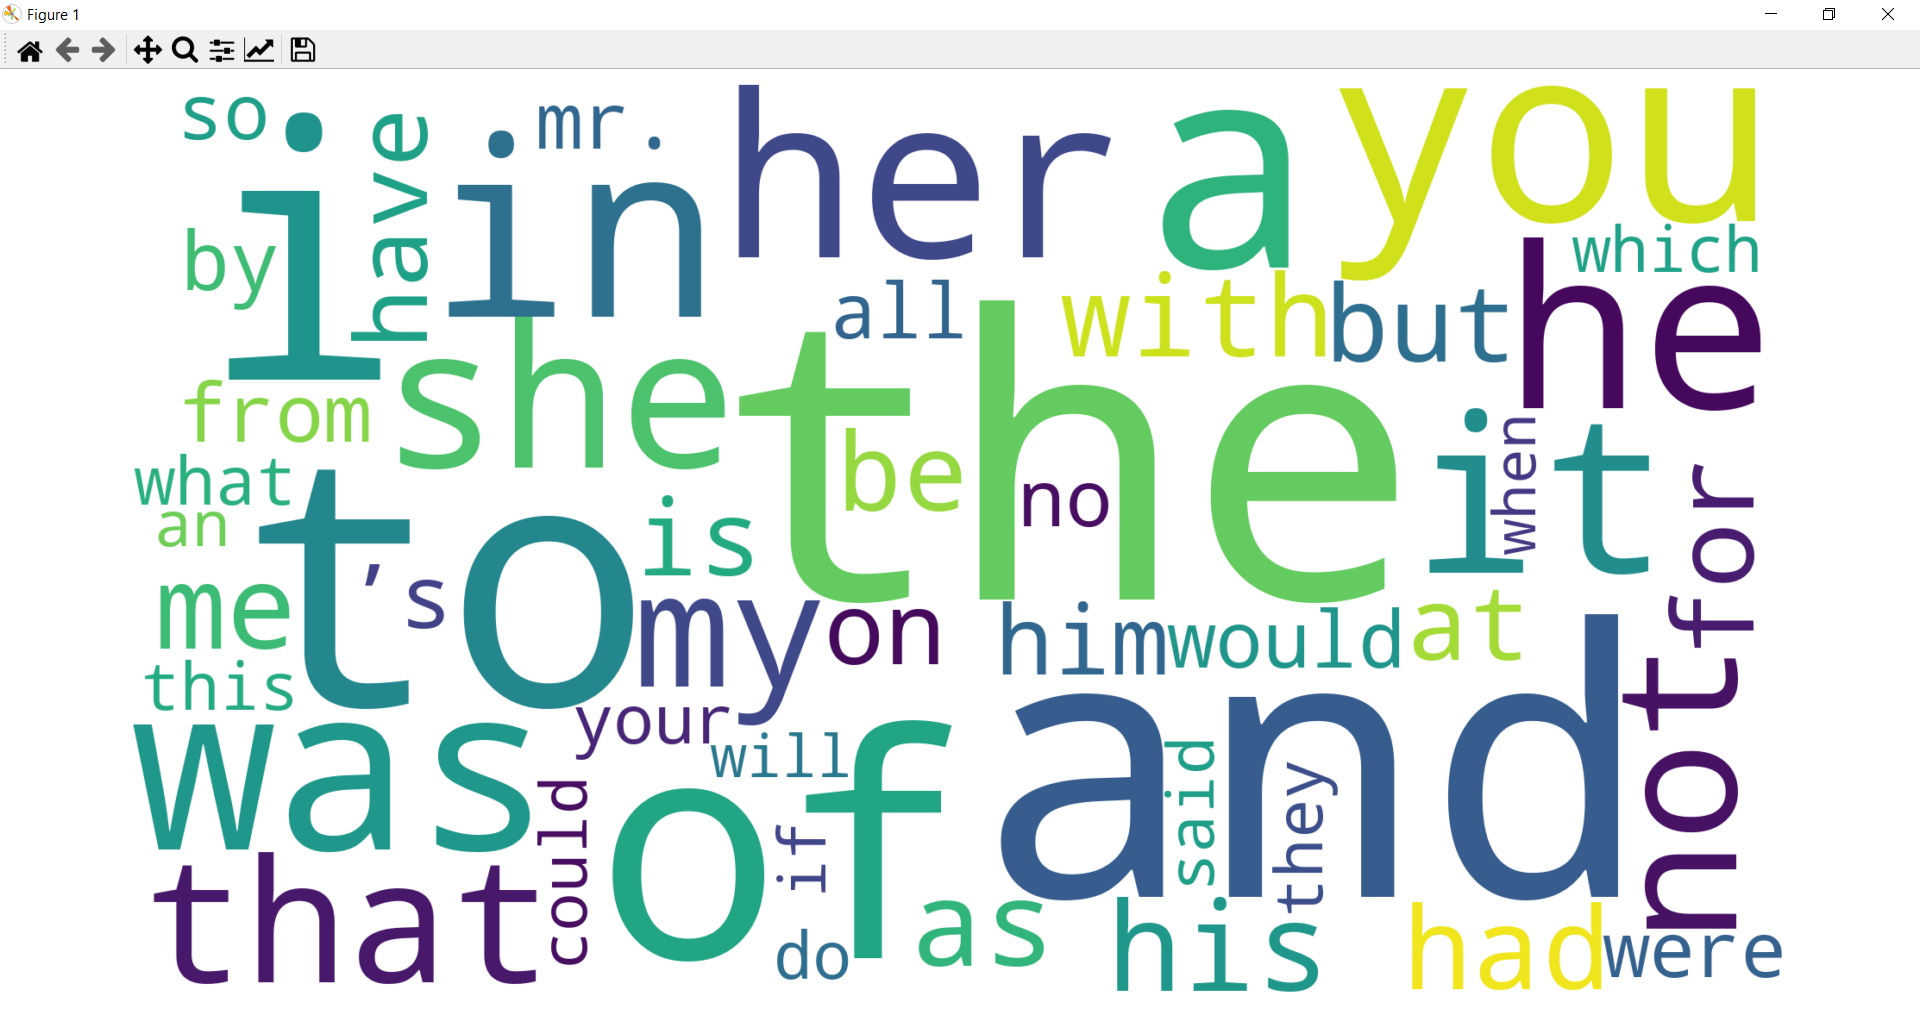 Figure 1
so
i
have
in
mr.
her
a
you
by
which
all
with
but
he
from
she
the
be
no
it
when
for
what
an
to
is
me
's
my
on
him
would
at
this
your
was
will
of
and
not
said
they
could
if
that
do
as
his
had
were